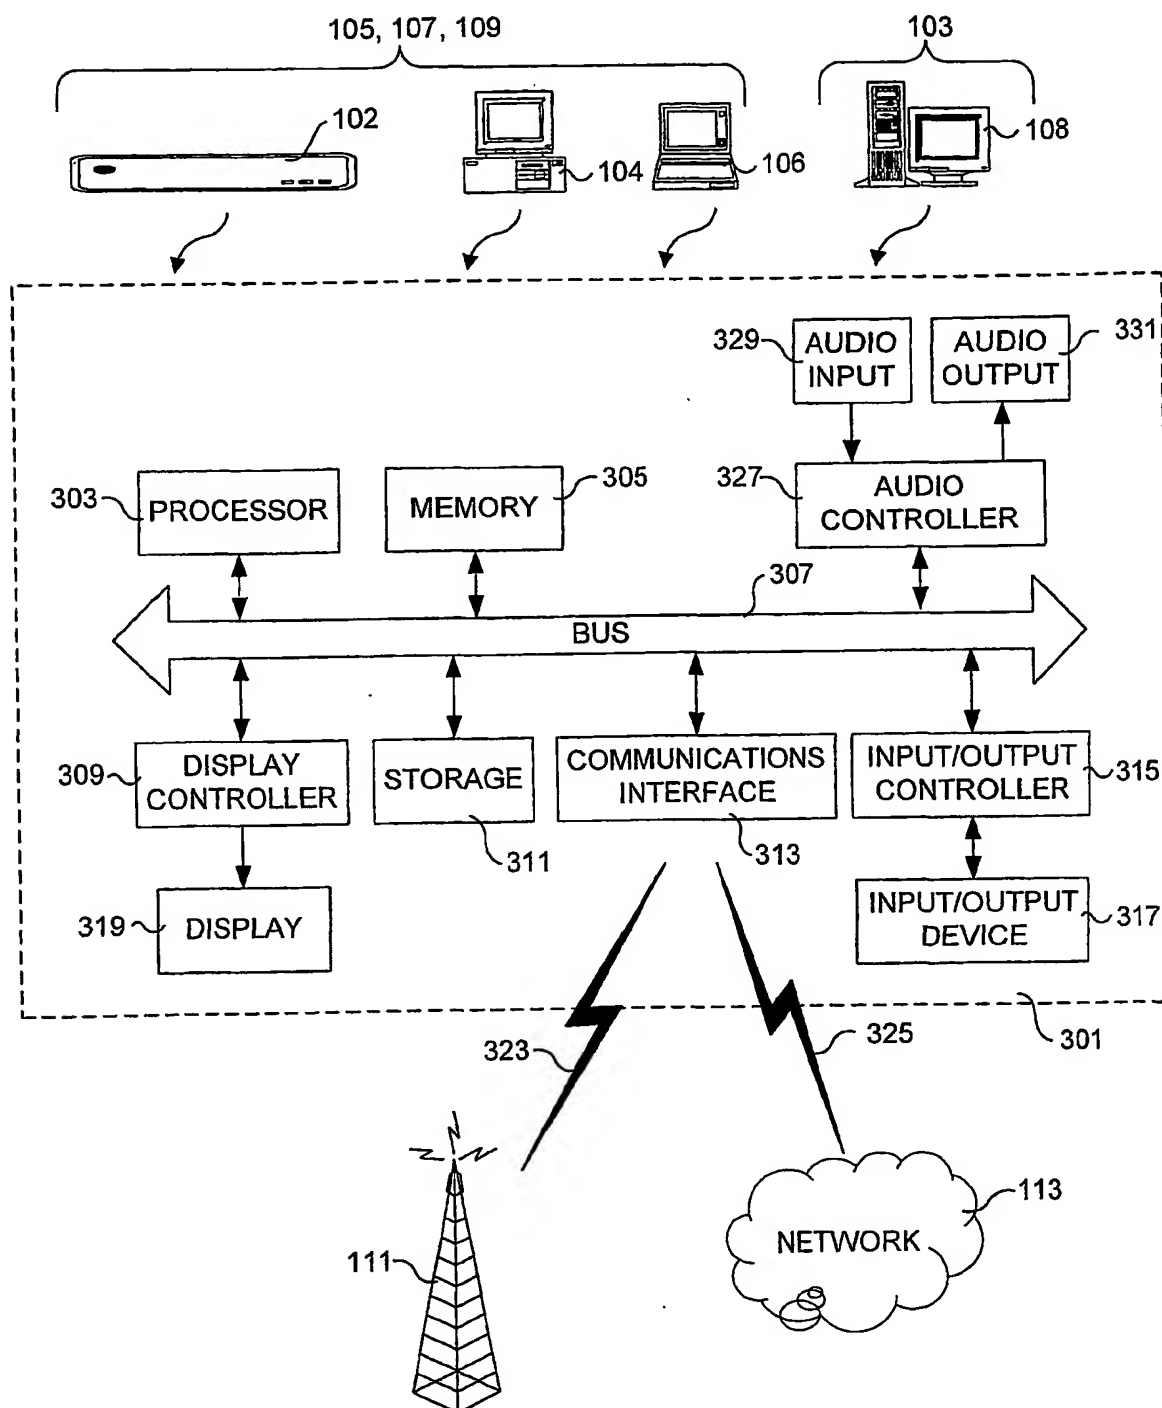 105, 107, 109
103
102
104
106
108
329
AUDIO
INPUT
AUDIO
OUTPUT
331
303
PROCESSOR
MEMORY
305
327
AUDIO
CONTROLLER
307
BUS
309
DISPLAY
CONTROLLER
STORAGE
311
COMMUNICATIONS
INTERFACE
313
INPUT/OUTPUT
CONTROLLER
315
319
DISPLAY
INPUT/OUTPUT
DEVICE
317
323
325
301
111
NETWORK
113